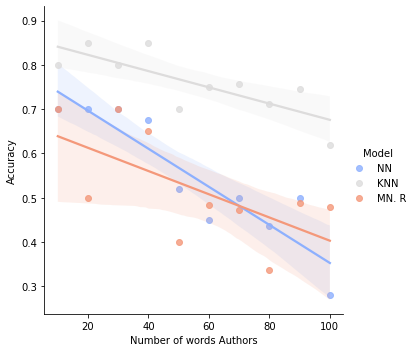 0.9
0.8
0.7
0.6
0.5
0.4
0.3
Accuracy
20 40 60 80 100
Number of words Authors
Model
NN
KNN
MN. R